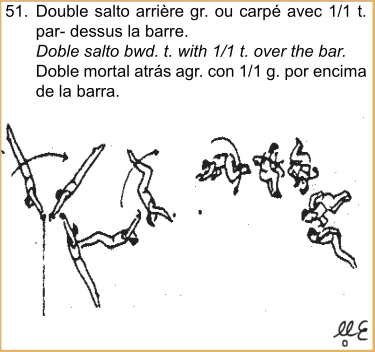 51. Double salto arrière gr. ou carpé avec 1/1 t.
par- dessus la barre.
Doble salto bwd. t. with 1/1 t. over the bar.
Doble mortal atrás agr. con 1/1 g. por encima
de la barra.